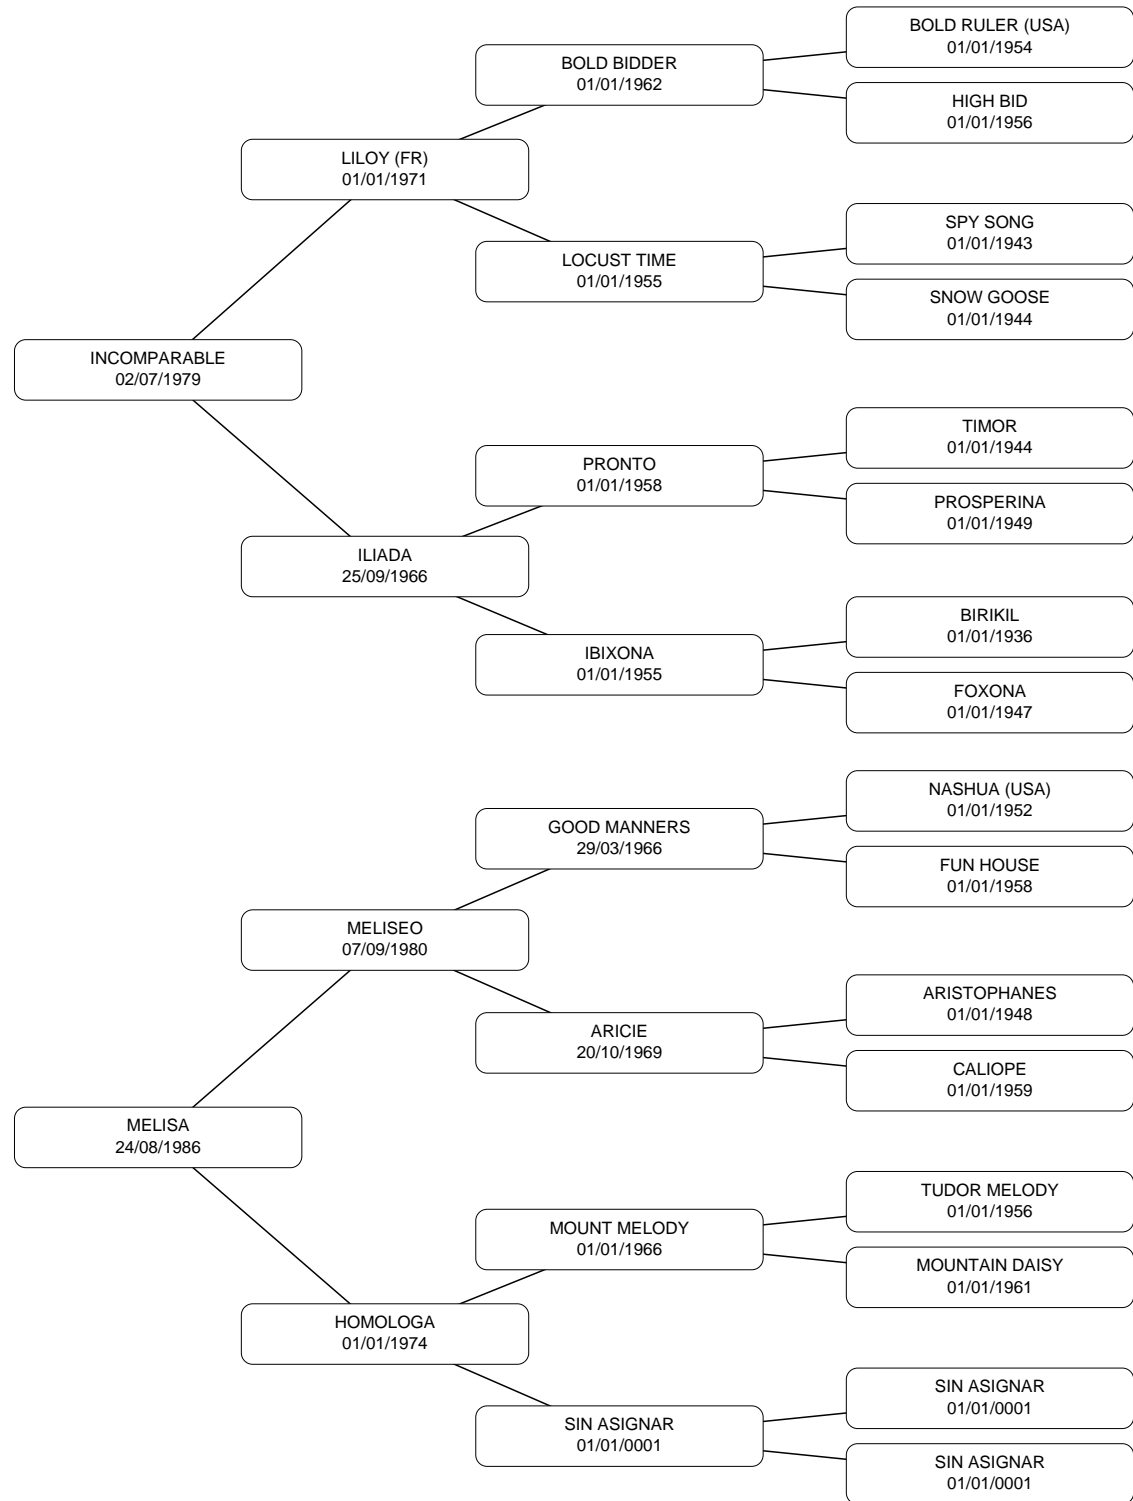 BOLD RULER (USA)
01/01/1954
BOLD BIDDER
01/01/1962
HIGH BID
01/01/1956
LILOY (FR)
01/01/1971
SPY SONG
01/01/1943
LOCUST TIME
01/01/1955
SNOW GOOSE
01/01/1944
INCOMPARABLE
02/07/1979
TIMOR
01/01/1944
PRONTO
01/01/1958
PROSPERINA
01/01/1949
ILIADA
25/09/1966
BIRIKIL
01/01/1936
IBIXONA
01/01/1955
FOXONA
01/01/1947
NASHUA (USA)
01/01/1952
GOOD MANNERS
29/03/1966
FUN HOUSE
01/01/1958
MELISEO
07/09/1980
ARISTOPHANES
01/01/1948
ARICIE
20/10/1969
CALIOPE
01/01/1959
MELISA
24/08/1986
TUDOR MELODY
01/01/1956
MOUNT MELODY
01/01/1966
MOUNTAIN DAISY
01/01/1961
HOMOLOGA
01/01/1974
SIN ASIGNAR
01/01/0001
SIN ASIGNAR
01/01/0001
SIN ASIGNAR
01/01/0001